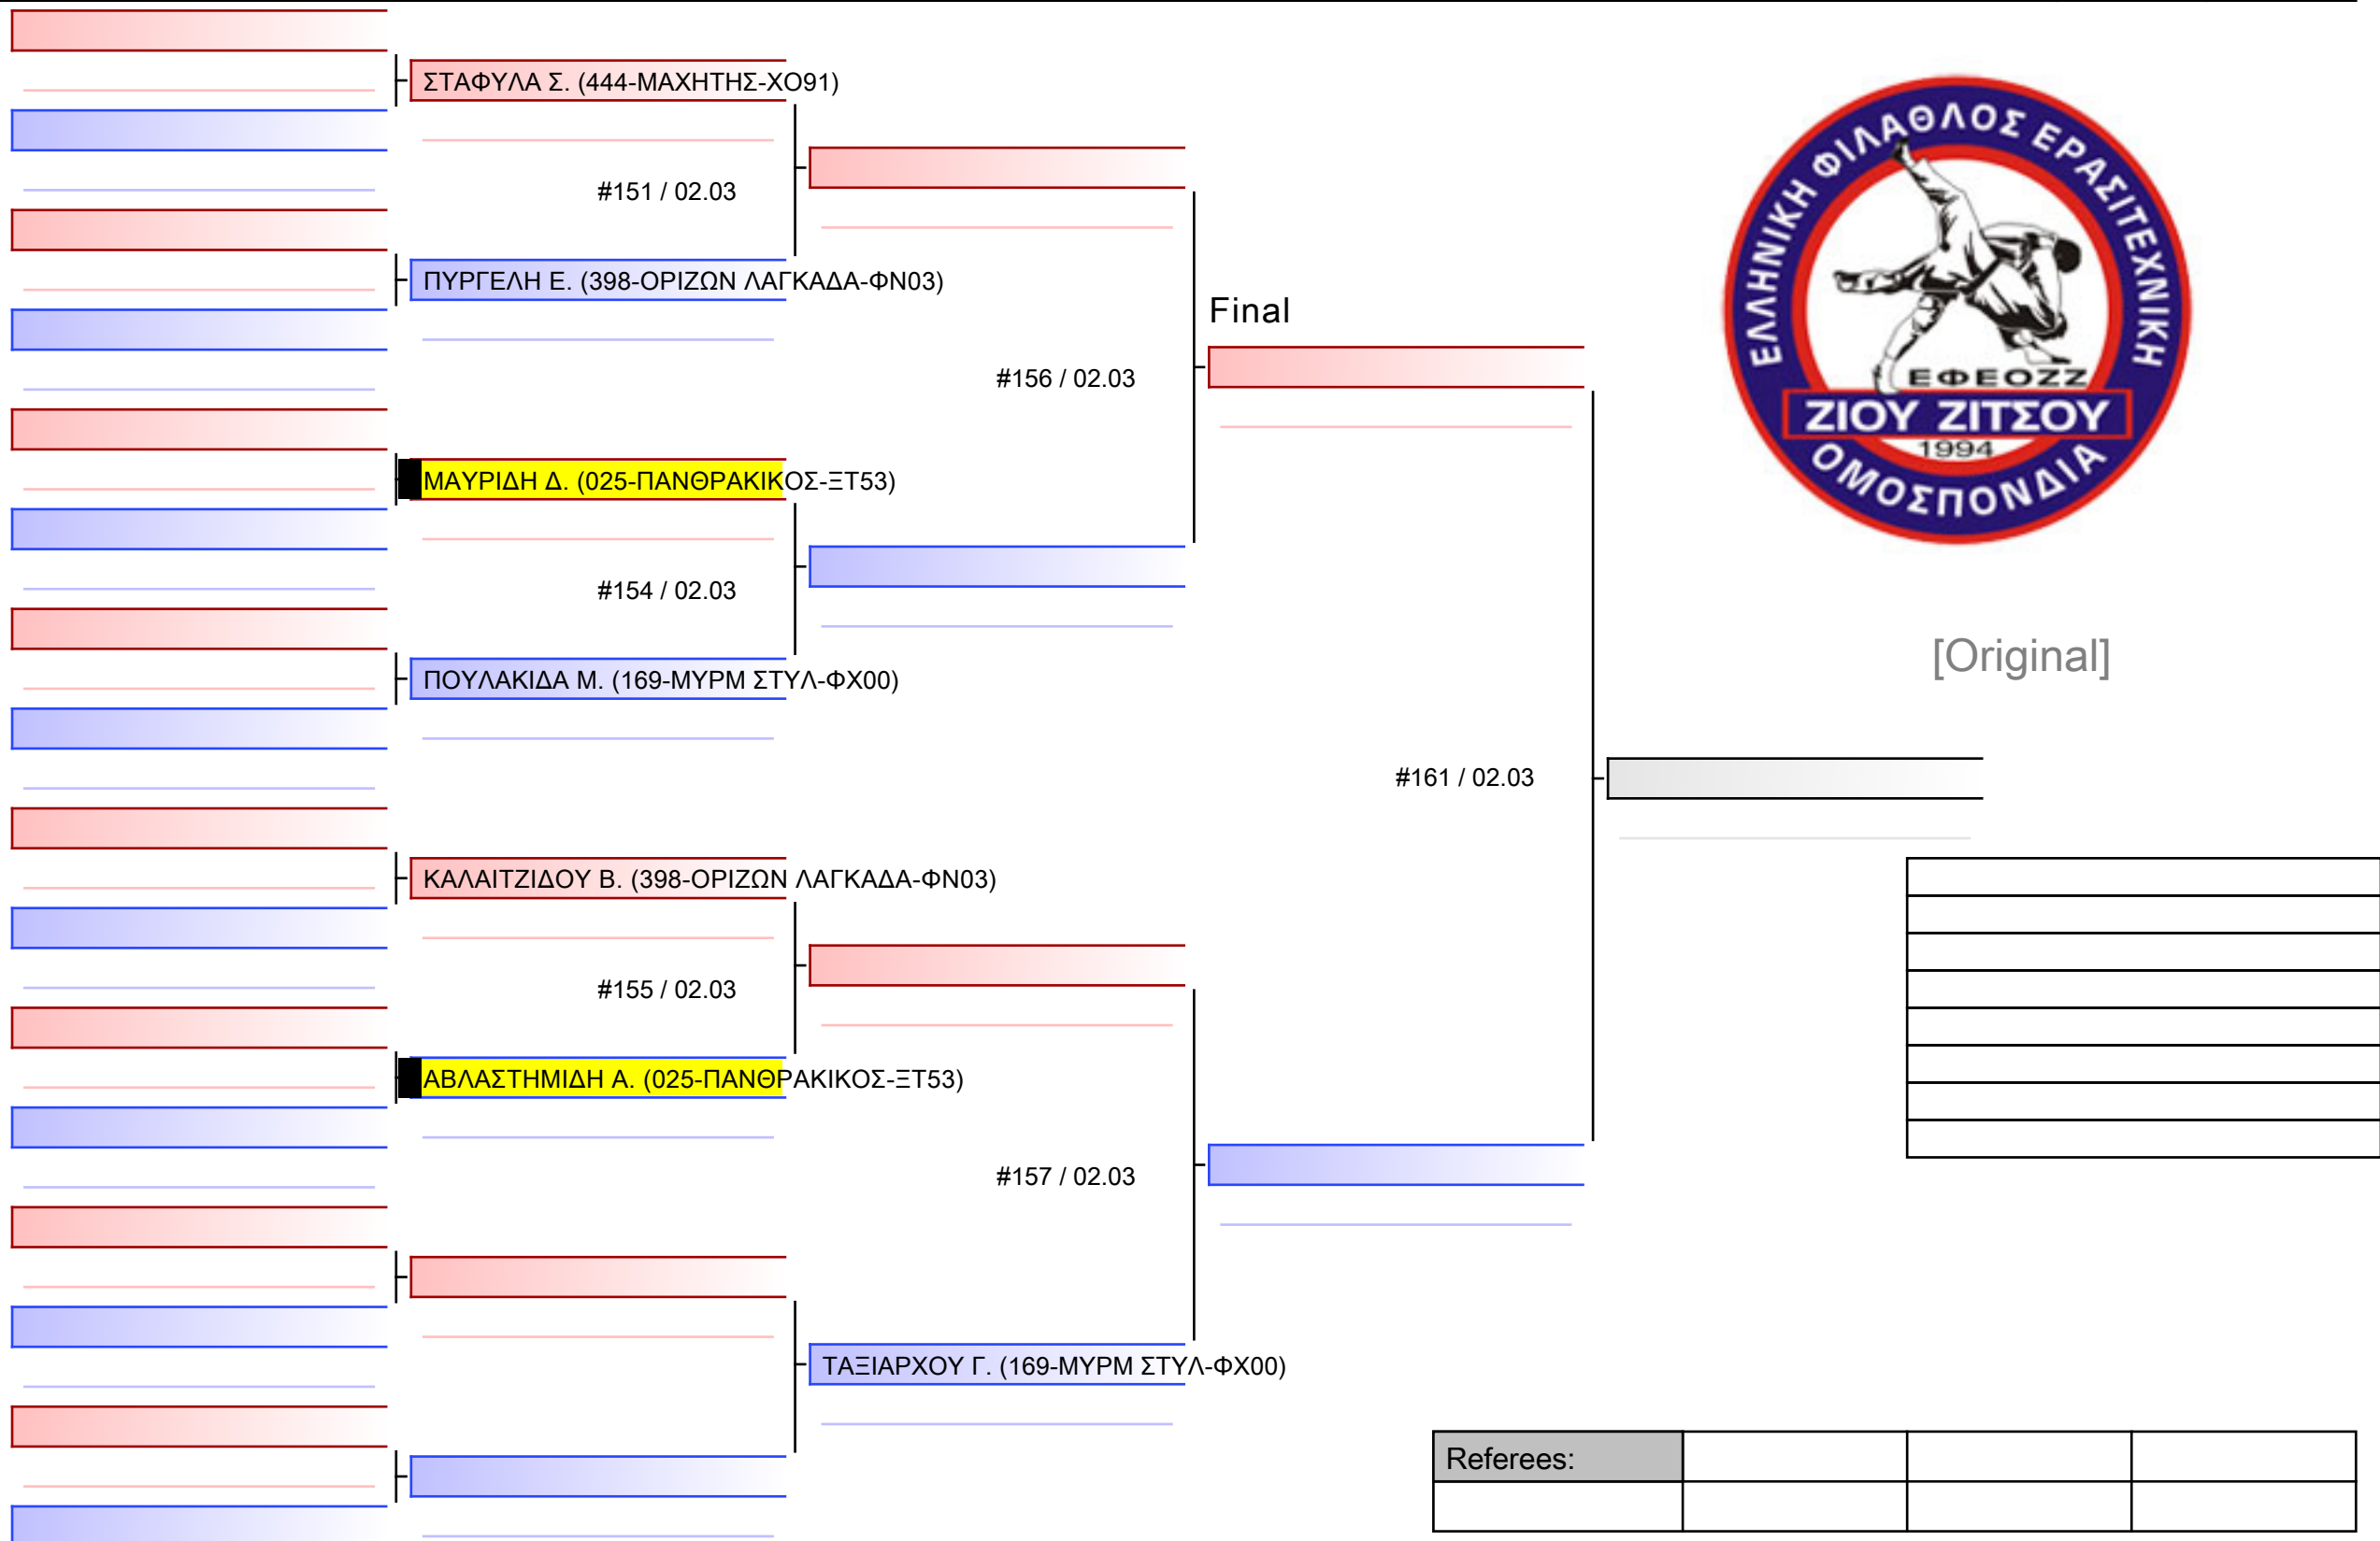 ΣΤΑΦΥΛΑ Σ. (444-ΜΑΧΗΤΗΣ-ΧΟ91)
#151 / 02.03
ΠΥΡΓΕΛΗ Ε. (398-ΟΡΙΖΩΝ ΛΑΓΚΑΔΑ-ΦΝ03)
Final
#156 / 02.03
ΜΑΥΡΙΔΗ Δ. (025-ΠΑΝΘΡΑΚΙΚΟΣ-ΞΤ53)
#154 / 02.03
ΠΟΥΛΑΚΙΔΑ Μ. (169-ΜΥΡΜ ΣΤΥΛ-ΦΧ00)
#161 / 02.03
ΚΑΛΑΙΤΖΙΔΟΥ Β. (398-ΟΡΙΖΩΝ ΛΑΓΚΑΔΑ-ΦΝ03)
#155 / 02.03
ΑΒΛΑΣΤΗΜΙΔΗ Α. (025-ΠΑΝΘΡΑΚΙΚΟΣ-ΞΤ53)
#157 / 02.03
ΤΑΞΙΑΡΧΟΥ Γ. (169-ΜΥΡΜ ΣΤΥΛ-ΦΧ00)
ΕΛΛΗΝΙΚΗ ΦΙΛΑΘΛΟΣ ΕΡΑΣΙΤΕΧΝΙΚΗ
ΕΦΕΟΖΖ
ΖΙΟΥ ΖΙΤΣΟΥ
1994
ΟΜΟΣΠΟΝΔΙΑ
[Original]
Referees: